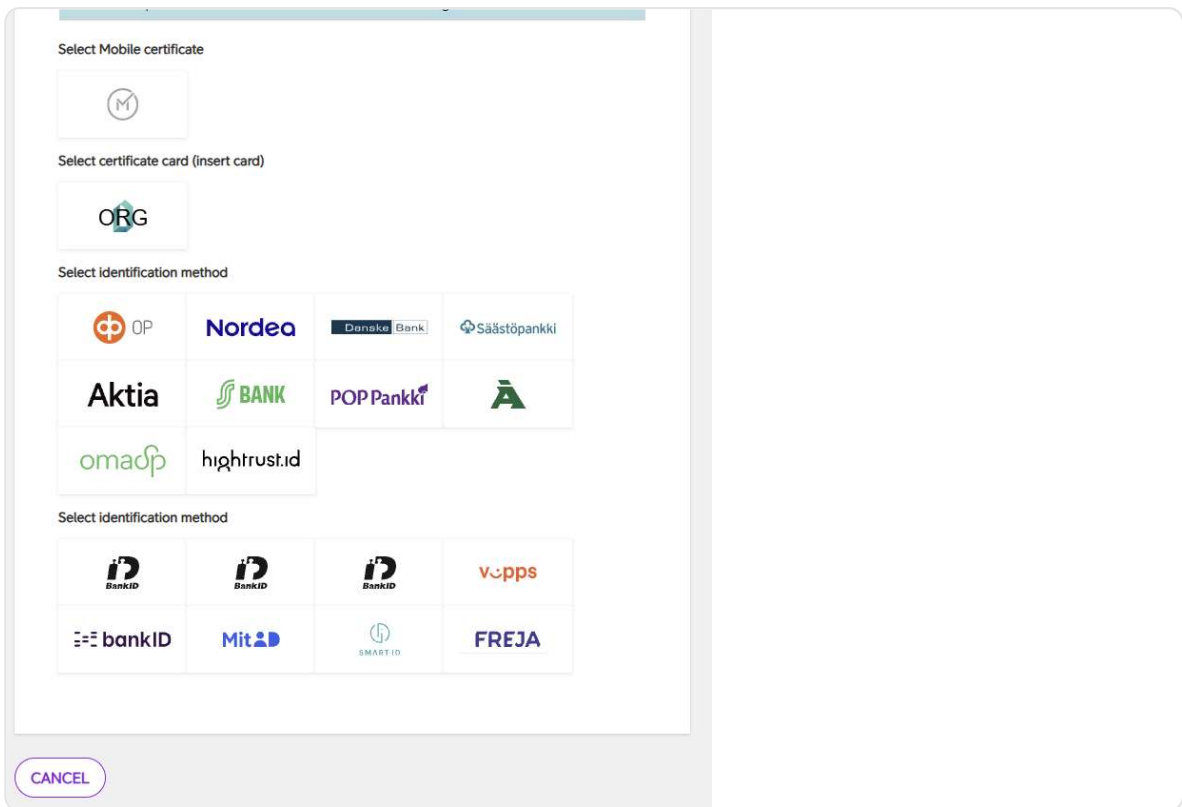 Select Mobile certificate
M
Select certificate card (insert card)
ORG
Select identification method
OP Nordea Danske Bank Säästöpankki
Aktia S BANK POP Pankki Ä
omasp hightrust.id
Select identification method
BankID BankID BankID vipps
bankID MitID SMART-ID FREJA
CANCEL